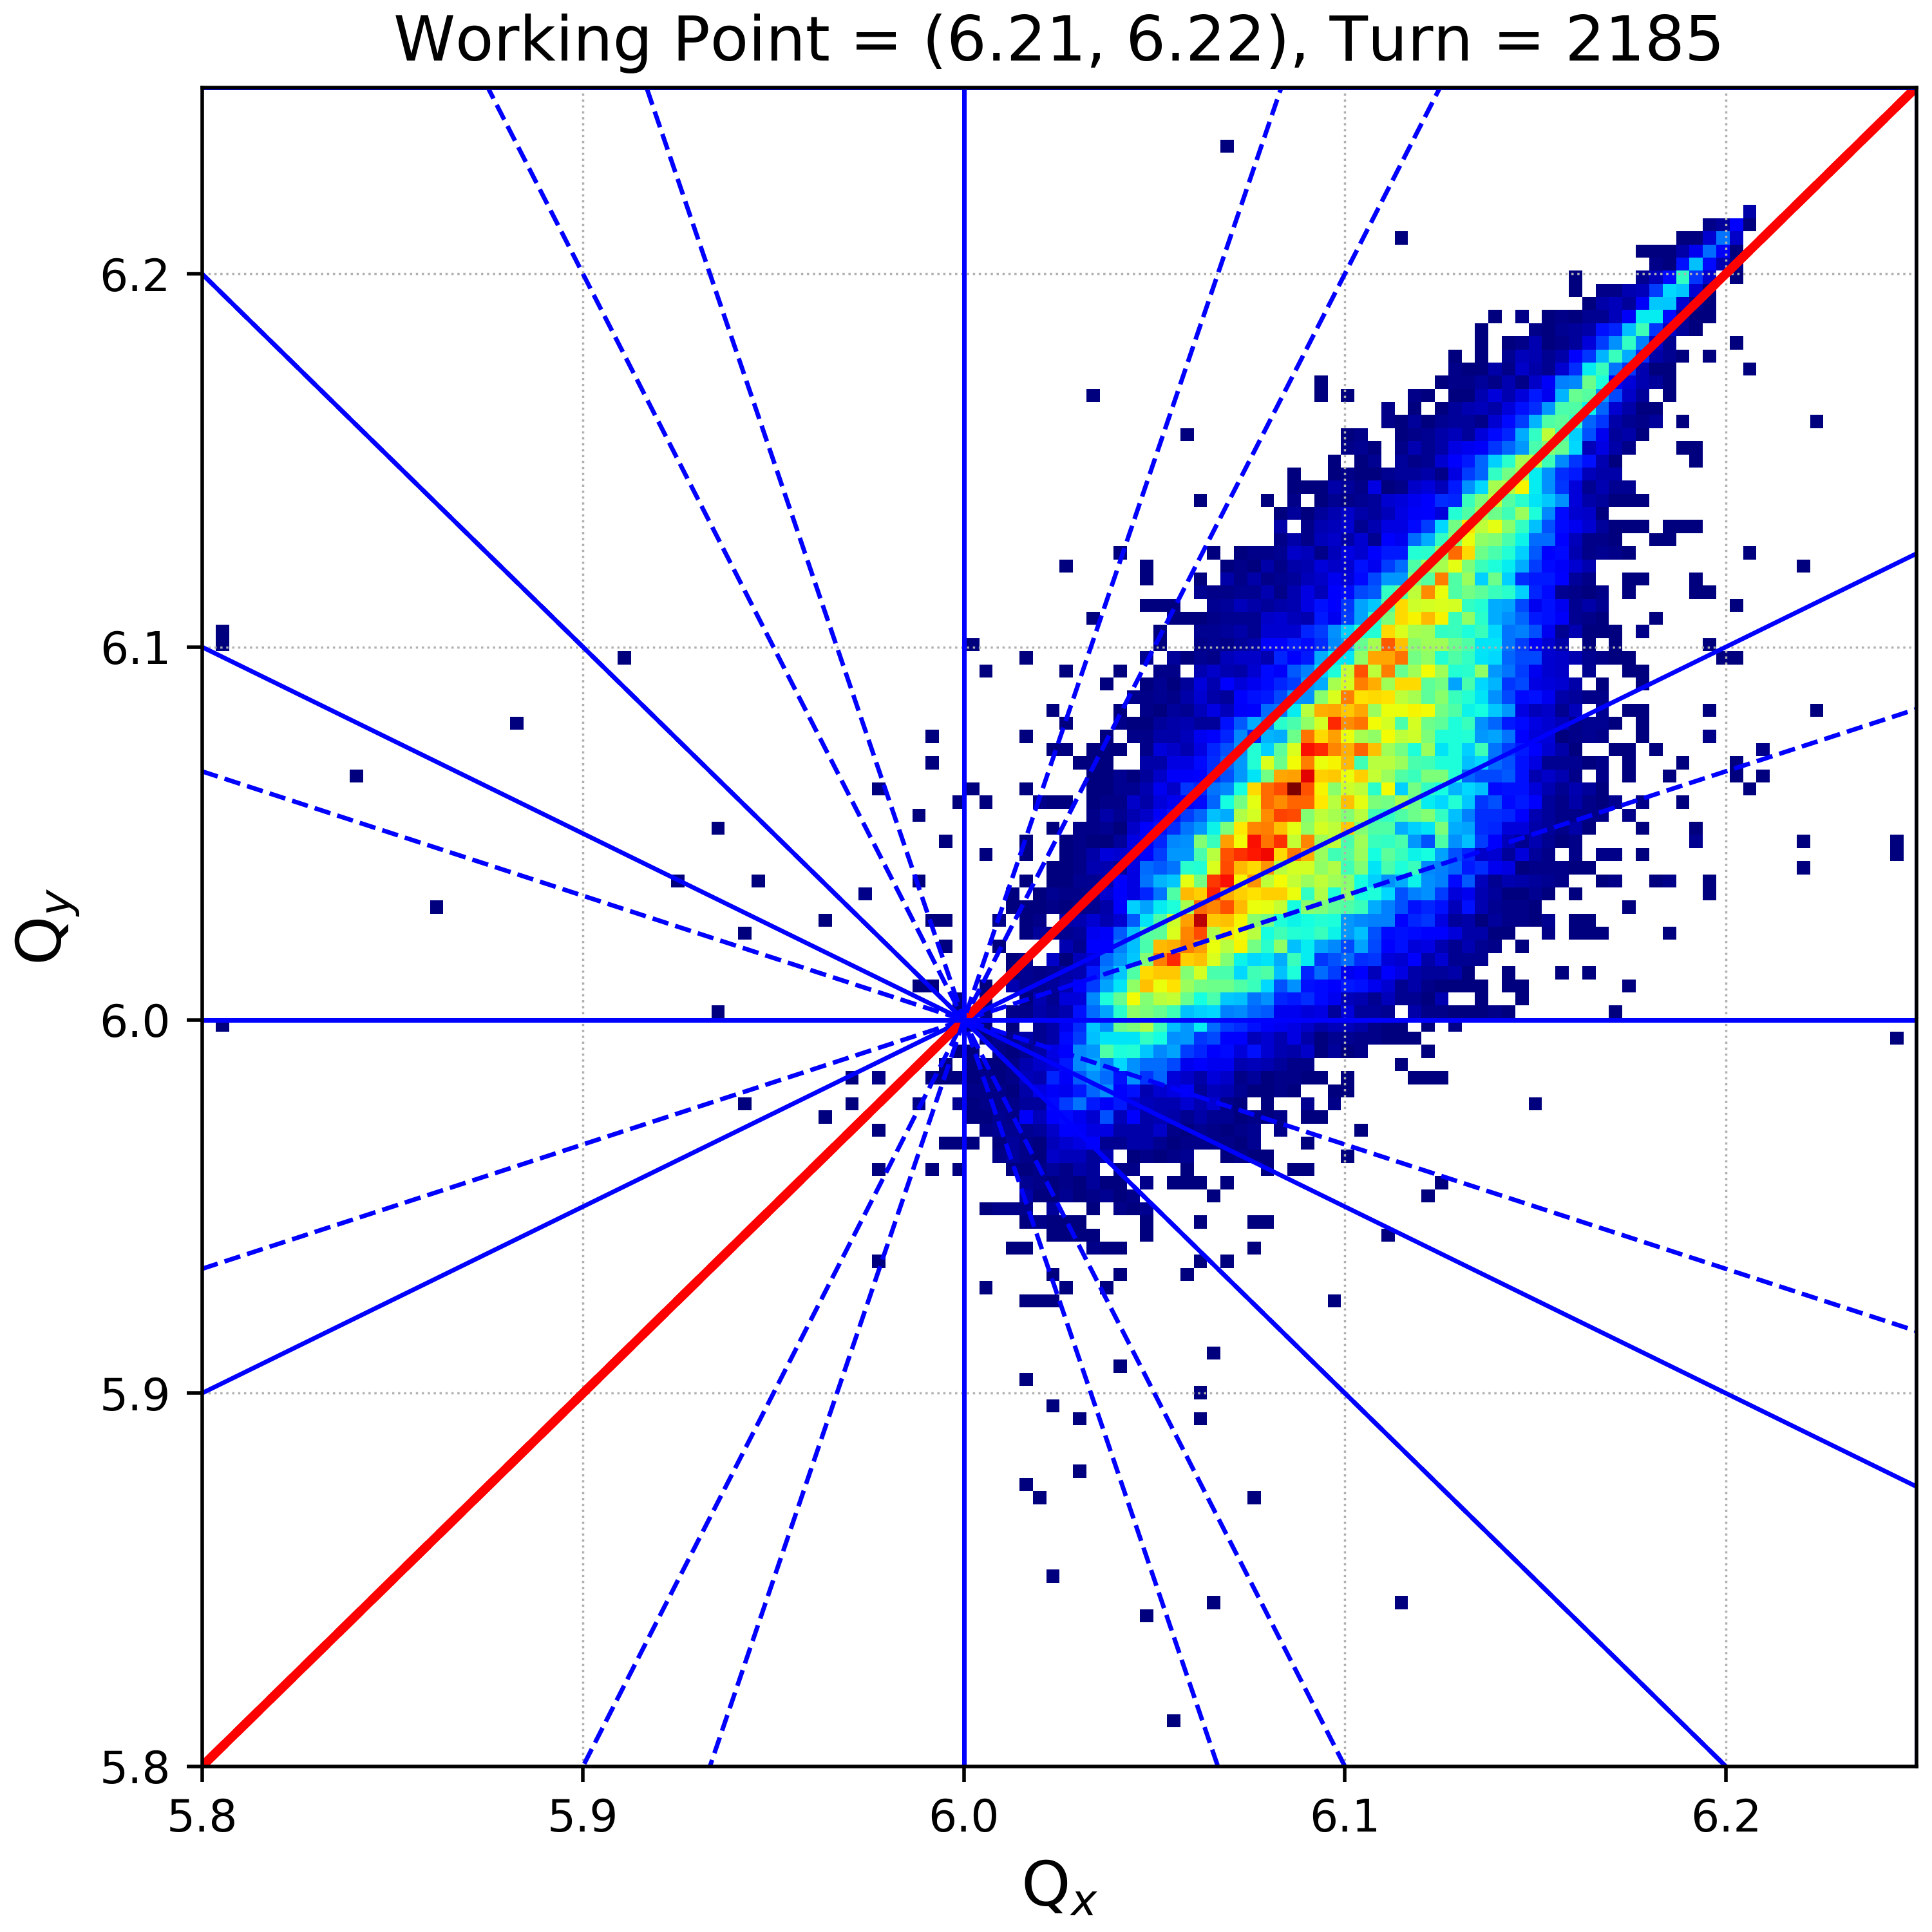 Working Point = (6.21, 6.22), Turn = 2185
6.2
6.1
6.0
5.9
5.8
Qy
5.8 5.9 6.0 6.1 6.2
Qx